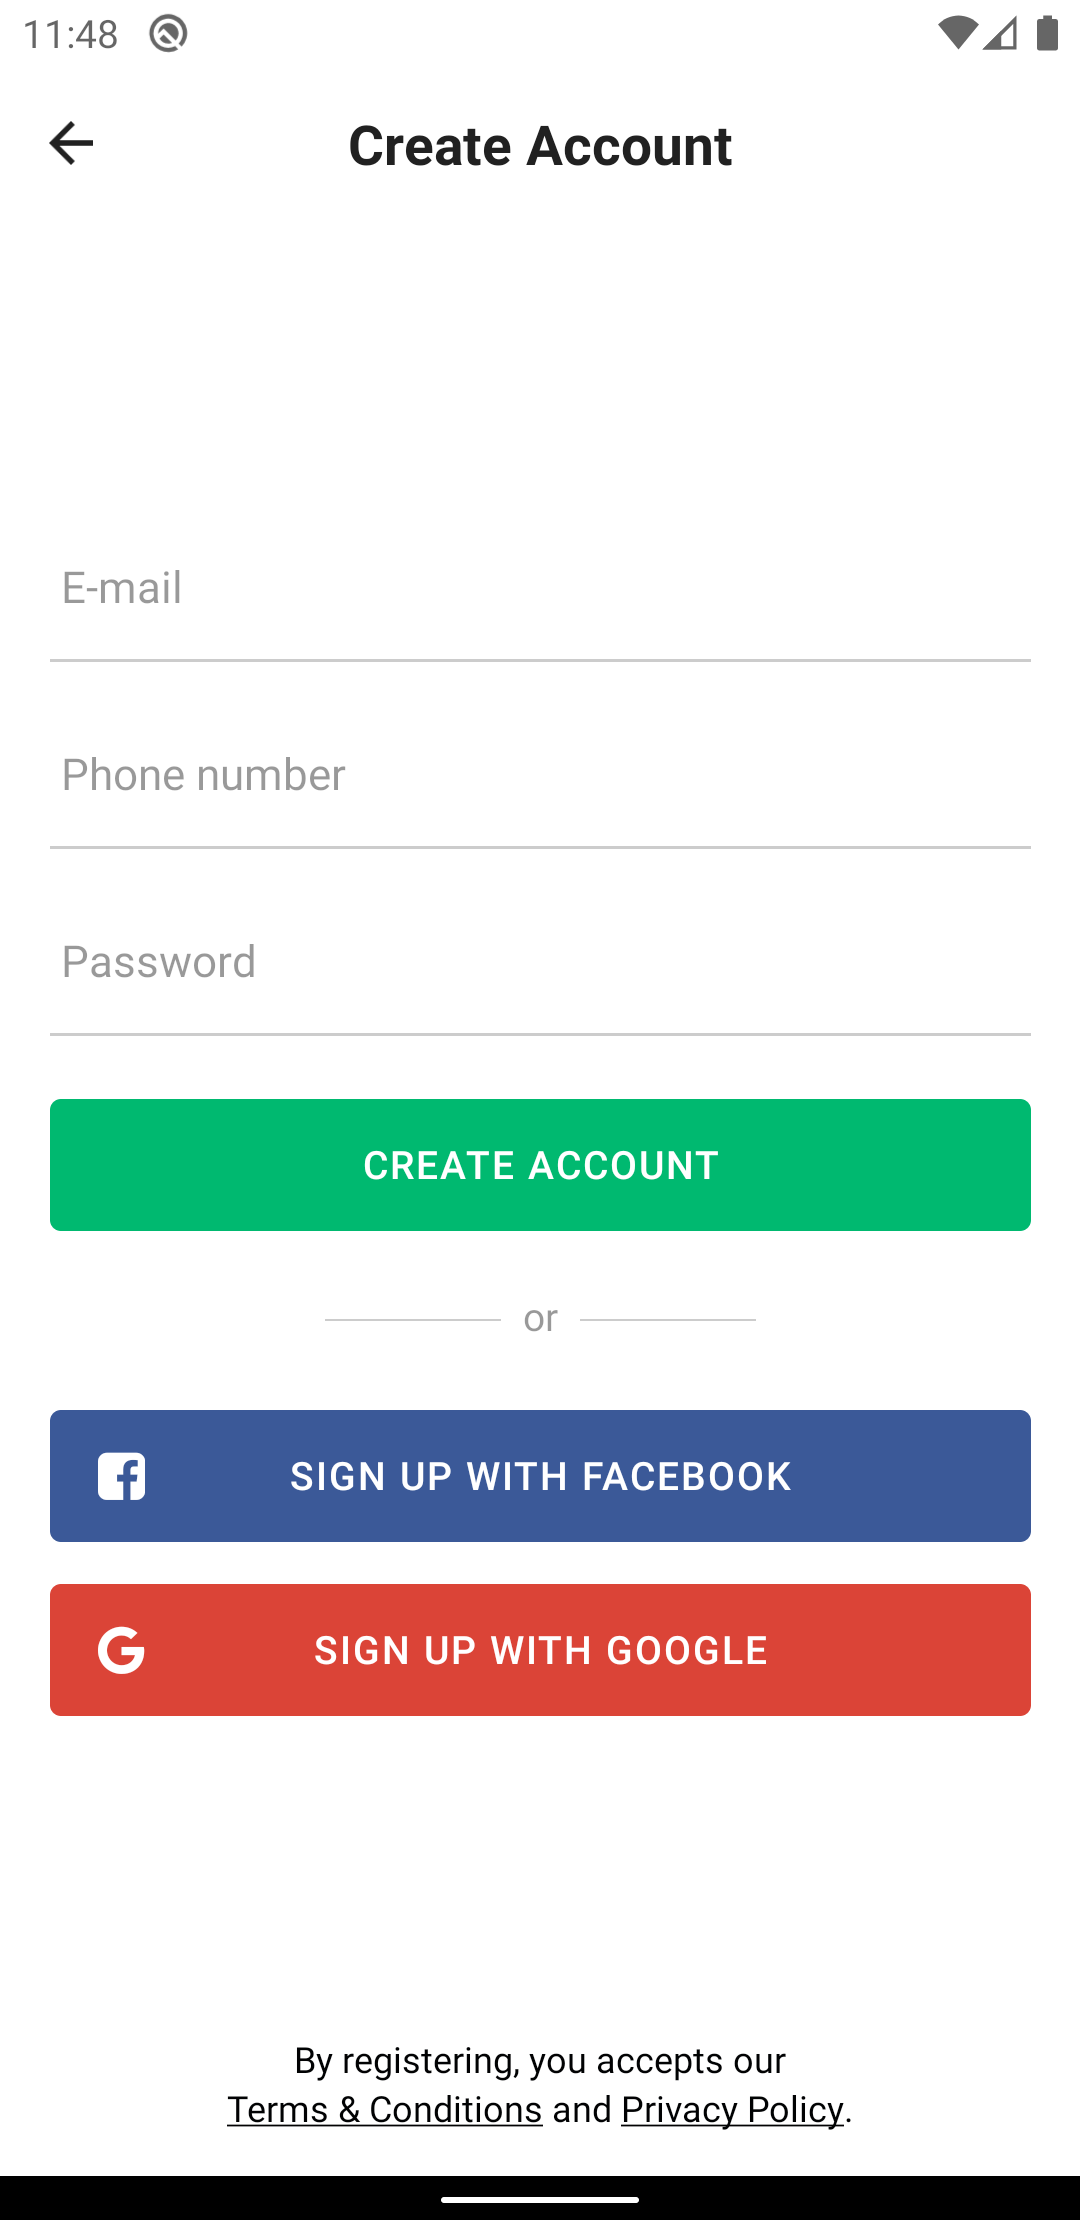 11:48
Create Account
E-mail
Phone number
Password
CREATE ACCOUNT
or
SIGN UP WITH FACEBOOK
SIGN UP WITH GOOGLE
By registering, you accepts our
Terms & Conditions and Privacy Policy.